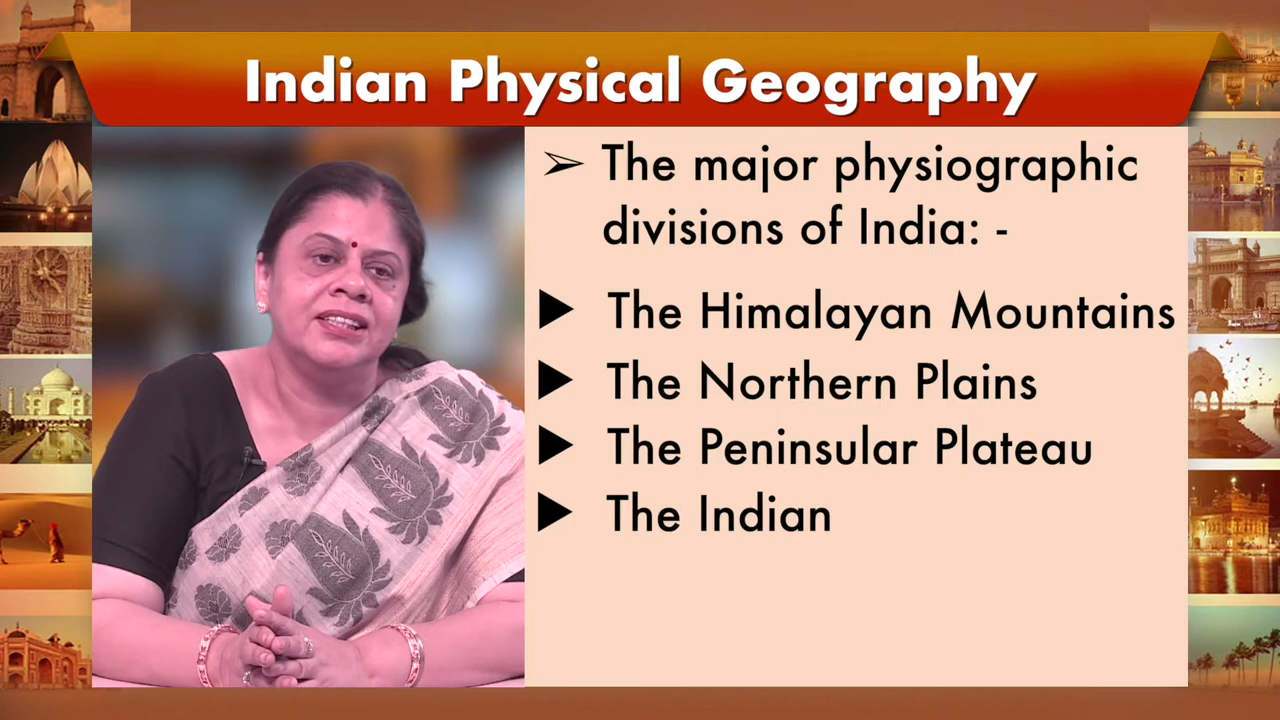 Indian Physical Geography
➢ The major physiographic
divisions of India: -
▶ The Himalayan Mountains
▶ The Northern Plains
▶ The Peninsular Plateau
▶ The Indian